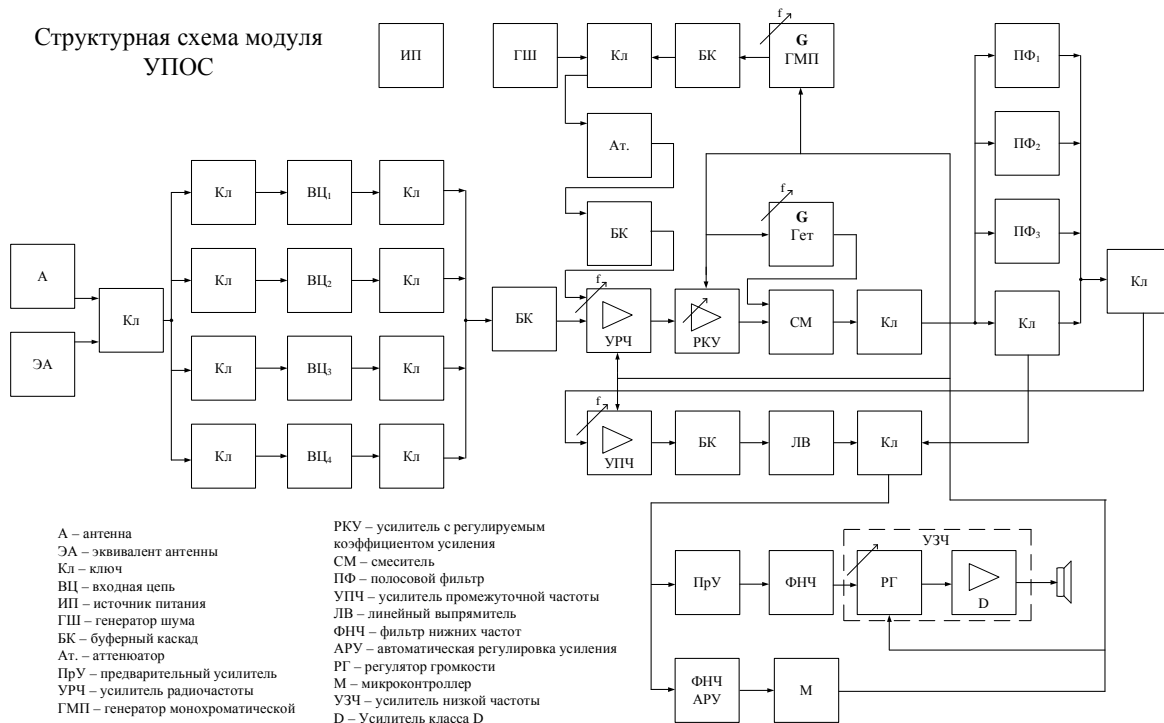 Структурная схема модуля
УПОС
ИП
ГШ
Кл
БК
f
G
ГМП
ПФ₁
Ат.
ПФ₂
Кл
ВЦ₁
Кл
БК
f
G
Гет
ПФ₃
А
Кл
ВЦ₂
Кл
Кл
Кл
БК
f
УРЧ
РКУ
СМ
Кл
Кл
ЭА
Кл
ВЦ₃
Кл
f
УПЧ
БК
ЛВ
Кл
Кл
ВЦ₄
Кл
А – антенна
ЭА – эквивалент антенны
Кл – ключ
ВЦ – входная цепь
ИП – источник питания
ГШ – генератор шума
БК – буферный каскад
Ат. – аттенюатор
ПрУ – предварительный усилитель
УРЧ – усилитель радиочастоты
ГМП – генератор монохроматической
РКУ – усилитель с регулируемым
коэффициентом усиления
СМ – смеситель
ПФ – полосовой фильтр
УПЧ – усилитель промежуточной частоты
ЛВ – линейный выпрямитель
ФНЧ – фильтр нижних частот
АРУ – автоматическая регулировка усиления
РГ – регулятор громкости
М – микроконтроллер
УЗЧ – усилитель низкой частоты
D – Усилитель класса D
УЗЧ
ПрУ
ФНЧ
РГ
D
ФНЧ
АРУ
М